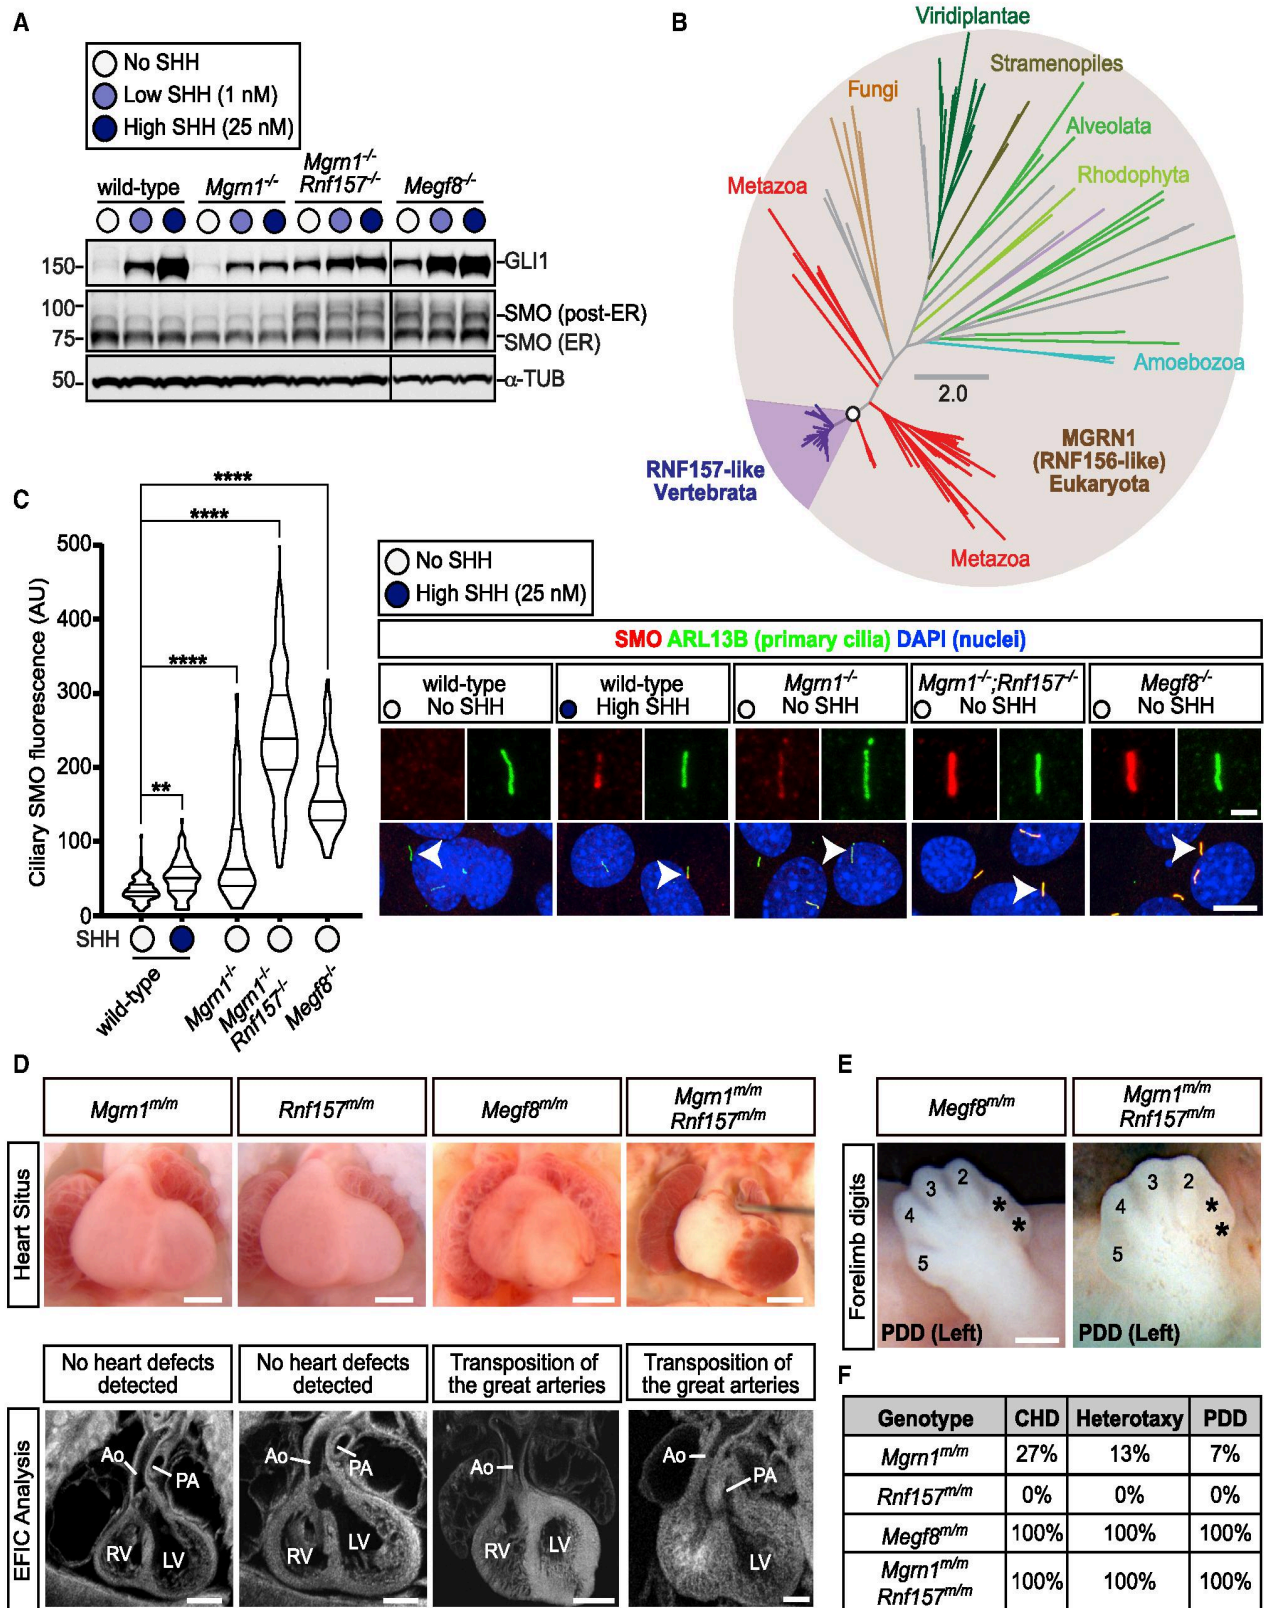 A
No SHH
Low SHH (1 nM)
High SHH (25 nM)
wild-type
Mgrn1-/-
Mgrn1-/-
Rnf157-/-
Megf8-/-
150
GLI1
100
SMO (post-ER)
75
SMO (ER)
50
α-TUB
B
Viridiplantae
Stramenopiles
Fungi
Alveolata
Rhodophyta
Metazoa
Amoebozoa
2.0
RNF157-like
Vertebrata
MGRN1
(RNF156-like)
Eukaryota
Metazoa
C
****
****
****
**
500
400
300
200
100
0
Ciliary SMO fluorescence (AU)
SHH
wild-type
Mgrn1-/-
Mgrn1-/-
Rnf157-/-
Megf8-/-
No SHH
High SHH (25 nM)
SMO ARL13B (primary cilia) DAPI (nuclei)
wild-type
No SHH
wild-type
High SHH
Mgrn1-/-
No SHH
Mgrn1-/-;Rnf157-/-
No SHH
Megf8-/-
No SHH
D
Mgrn1m/m
Rnf157m/m
Megf8m/m
Mgrn1m/m
Rnf157m/m
Heart Situs
No heart defects
detected
No heart defects
detected
Transposition of
the great arteries
Transposition of
the great arteries
EFIC Analysis
Ao
PA
RV
LV
Ao
PA
RV
LV
Ao
RV
LV
Ao
PA
LV
E
Megf8m/m
Mgrn1m/m
Rnf157m/m
Forelimb digits
2
3
4
5
*
*
PDD (Left)
3
2
4
5
*
*
PDD (Left)
F
Genotype CHD Heterotaxy PDD
Mgrn1m/m 27% 13% 7%
Rnf157m/m 0% 0% 0%
Megf8m/m 100% 100% 100%
Mgrn1m/m
Rnf157m/m 100% 100% 100%